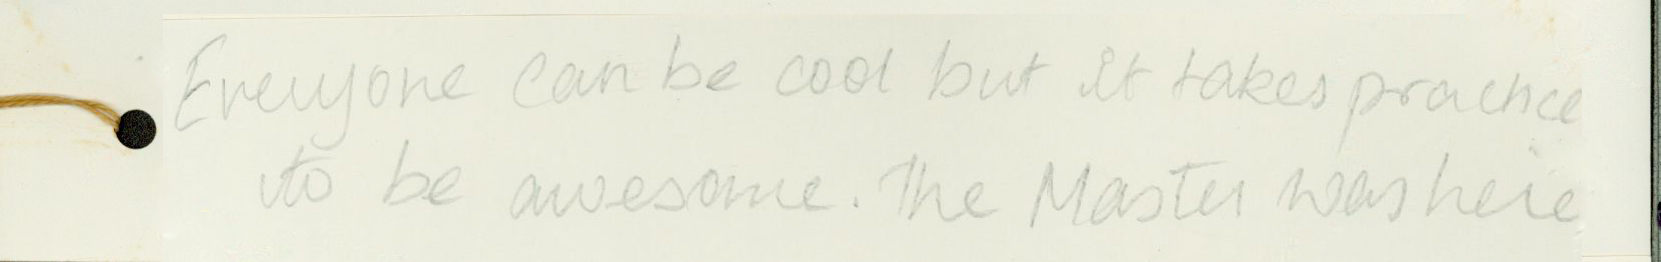 Everyone can be cool but it takes practice
to be awesome. The Master was here